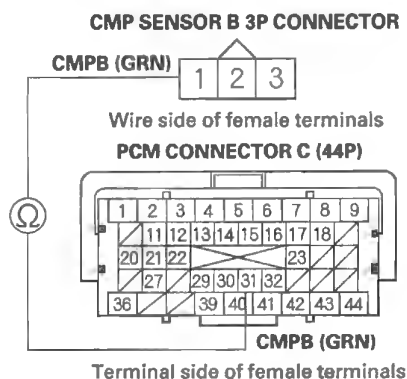 CMP SENSOR B 3P CONNECTOR
CMPB (GRN)
1 2 3
Wire side of female terminals
PCM CONNECTOR C (44P)
1 2 3 4 5 6 7 8 9
11 12 13 14 15 16 17 18
Ω
20 21 22 23
27 29 30 31 32
36 39 40 41 42 43 44
CMPB (GRN)
Terminal side of female terminals